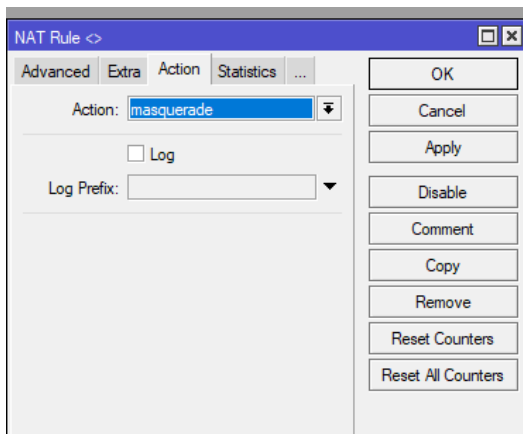 NAT Rule <>
Advanced Extra Action Statistics ...
Action: masquerade
Log
Log Prefix:
OK
Cancel
Apply
Disable
Comment
Copy
Remove
Reset Counters
Reset All Counters